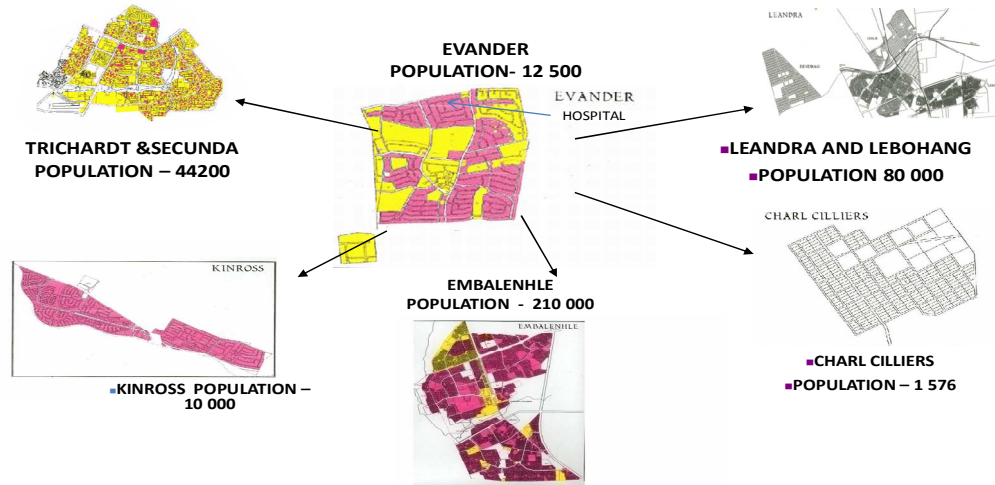 EVANDER
POPULATION- 12 500
EVANDER
HOSPITAL
TRICHARDT &SECUNDA
POPULATION – 44200
LEANDRA
■LEANDRA AND LEBOHANG
■POPULATION 80 000
CHARL CILLIERS
■CHARL CILLIERS
■POPULATION – 1 576
KINROSS
■KINROSS POPULATION –
10 000
EMBALENHLE
POPULATION - 210 000
EMBALENHLE